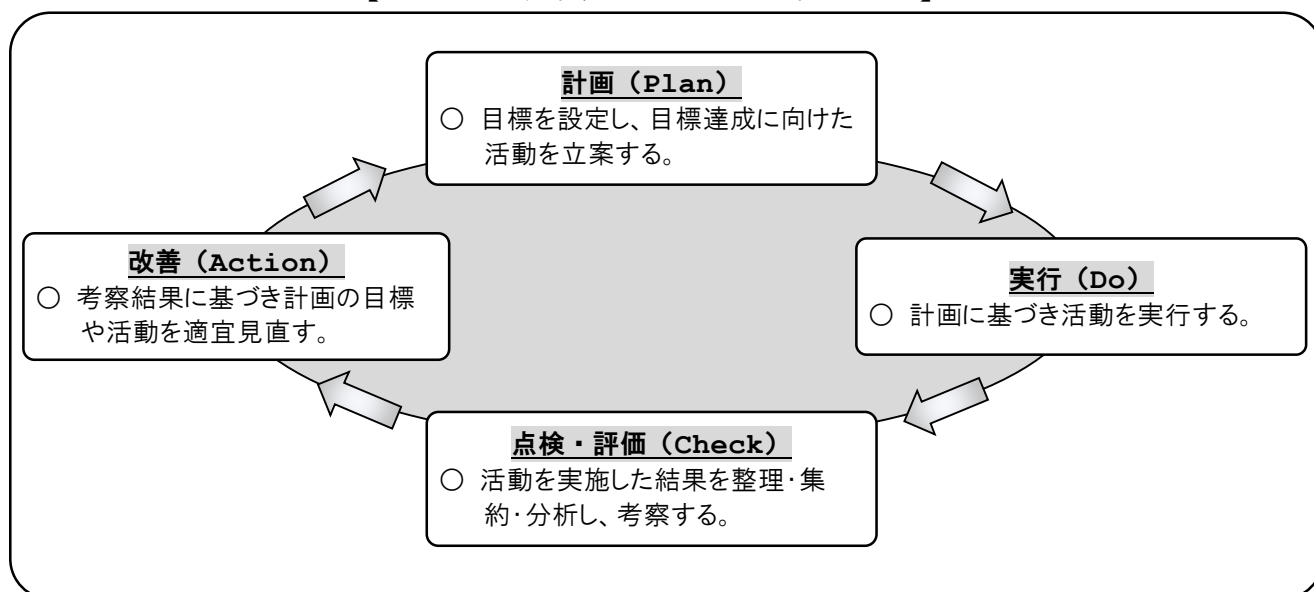 計画（Plan）
○ 目標を設定し、目標達成に向けた
活動を立案する。
改善（Action）
○ 考察結果に基づき計画の目標
や活動を適宜見直す。
実行（Do）
○ 計画に基づき活動を実行する。
点検・評価（Check）
○ 活動を実施した結果を整理・集
約・分析し、考察する。